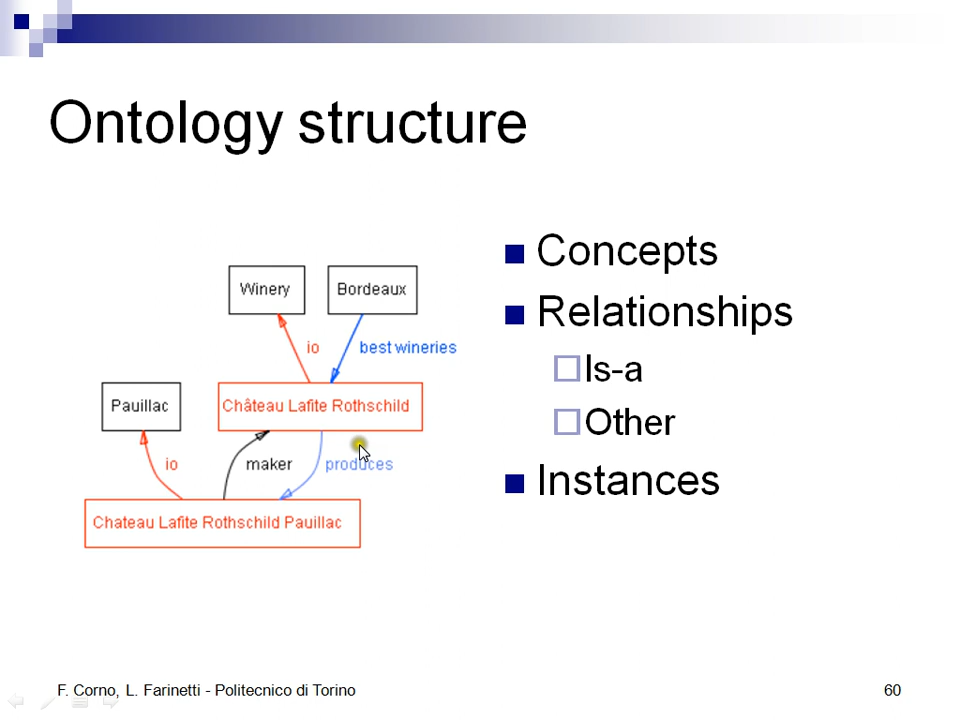 Ontology structure
Winery
Bordeaux
io
best wineries
Pauillac
Château Lafite Rothschild
io
maker
produces
Chateau Lafite Rothschild Pauillac
Concepts
Relationships
Is-a
Other
Instances
F. Corno, L. Farinetti - Politecnico di Torino
60